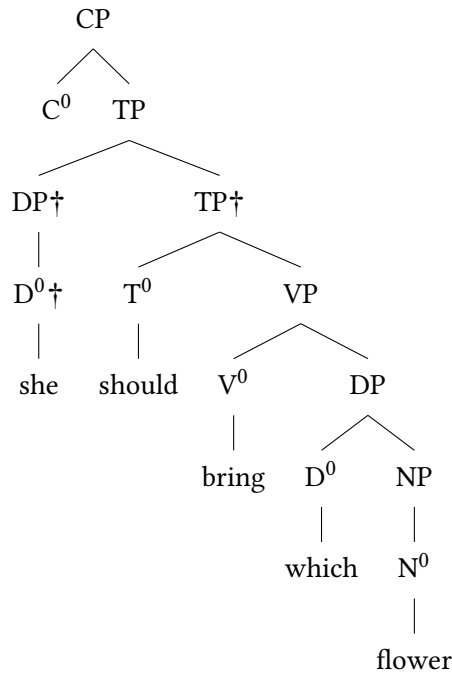 CP
C⁰ TP
DP† TP†
D⁰† T⁰ VP
she should V⁰ DP
bring D⁰ NP
which N⁰
flower